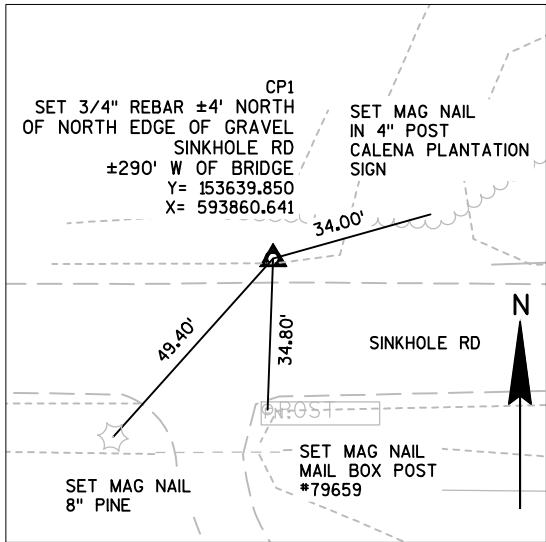 CP1
SET 3/4" REBAR ±4' NORTH
OF NORTH EDGE OF GRAVEL
SINKHOLE RD
±290' W OF BRIDGE
Y= 153639.850
X= 593860.641
SET MAG NAIL
IN 4" POST
CALENA PLANTATION
SIGN
34.00'
49.40'
34.80'
SINKHOLE RD
N
POST
SET MAG NAIL
MAIL BOX POST
#79659
SET MAG NAIL
8" PINE